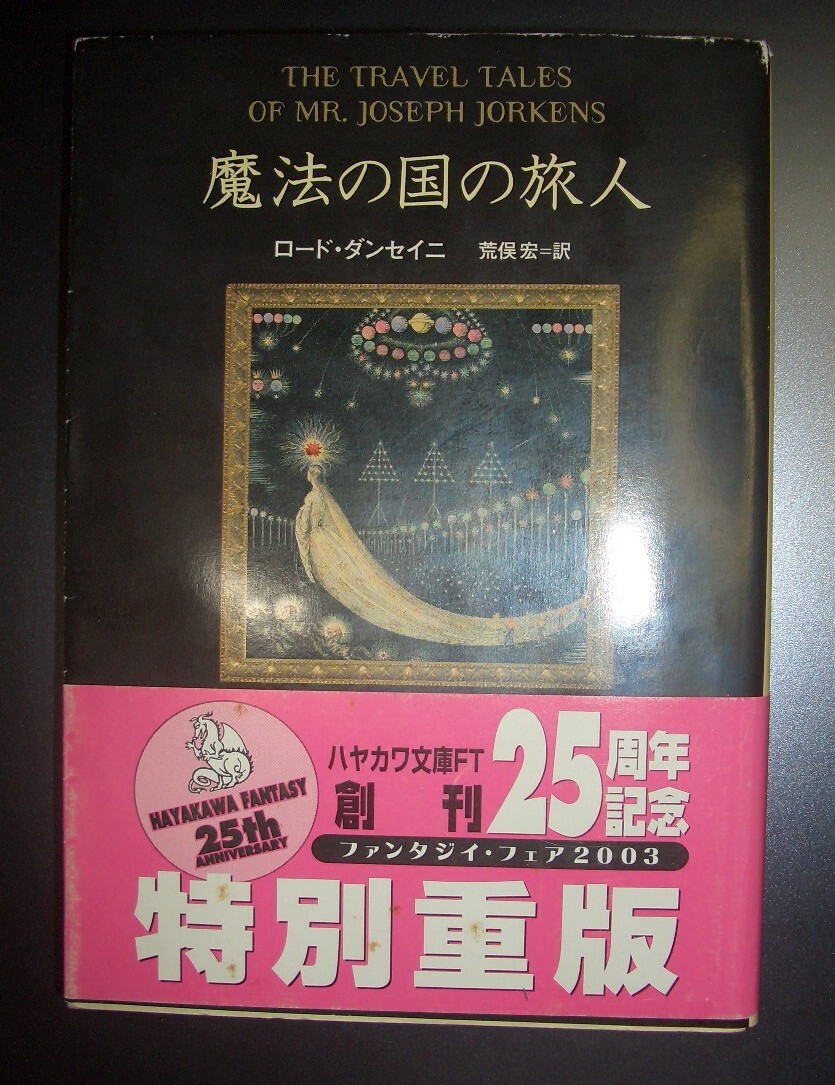 THE TRAVEL TALES
OF MR. JOSEPH JORKENS
魔法の国の旅人
ロード・ダンセイニ 荒俣 宏=訳
HAYAKAWA FANTASY
25th
ANNIVERSARY
ハヤカワ文庫FT
創刊25周年記念
ファンタジイ・フェア2003
特別重版